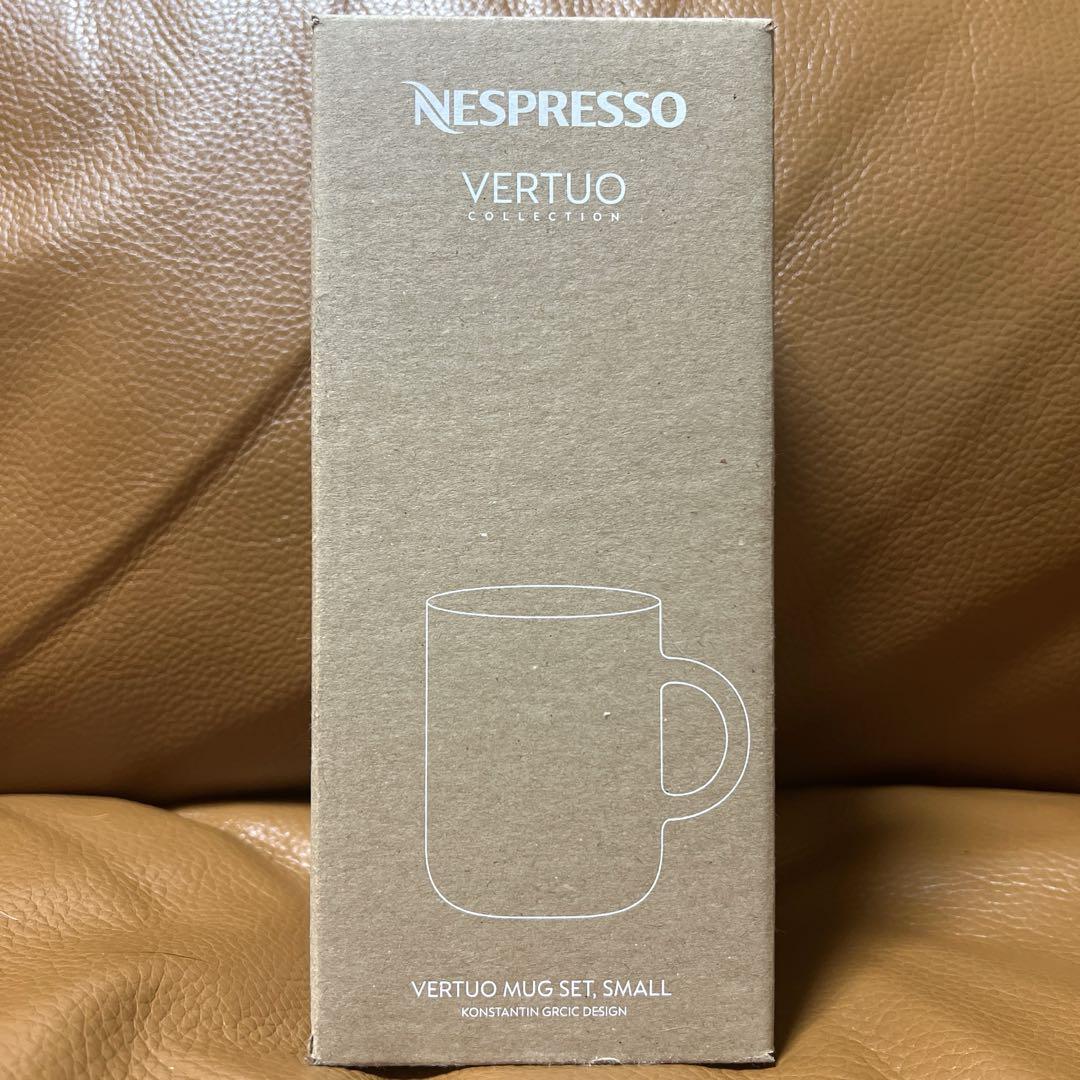 NESPRESSO
VERTUO
COLLECTION
VERTUO MUG SET, SMALL
KONSTANTIN GRCIC DESIGN